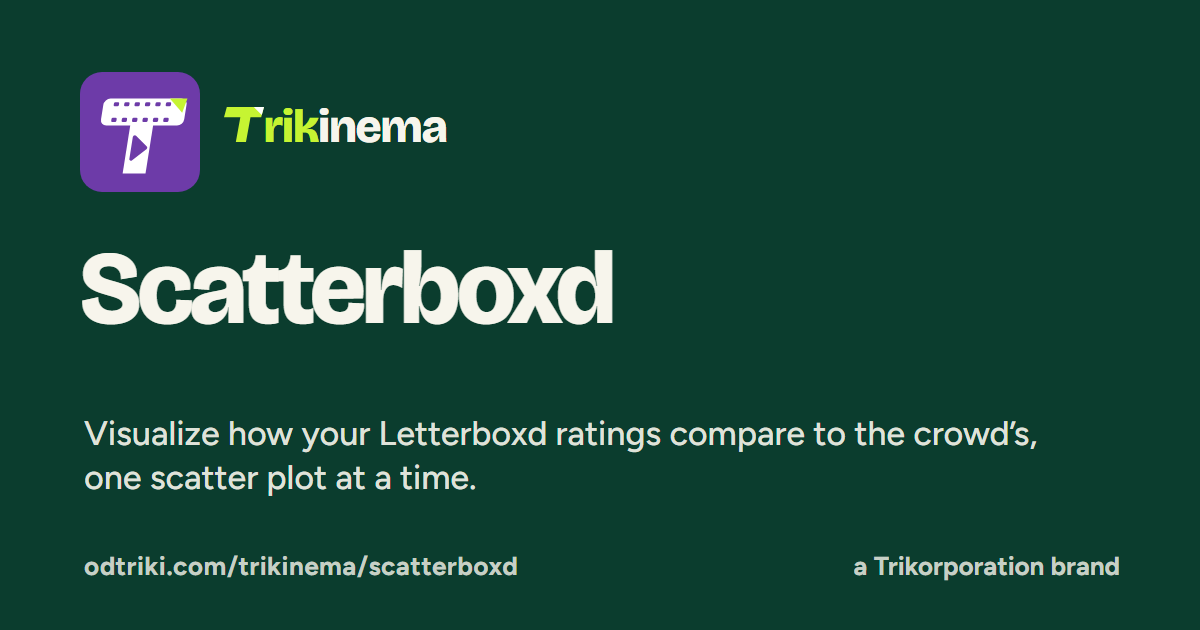 Trikinema
Scatterboxd
Visualize how your Letterboxd ratings compare to the crowd’s,
one scatter plot at a time.
odtriki.com/trikinema/scatterboxd
a Trikorporation brand